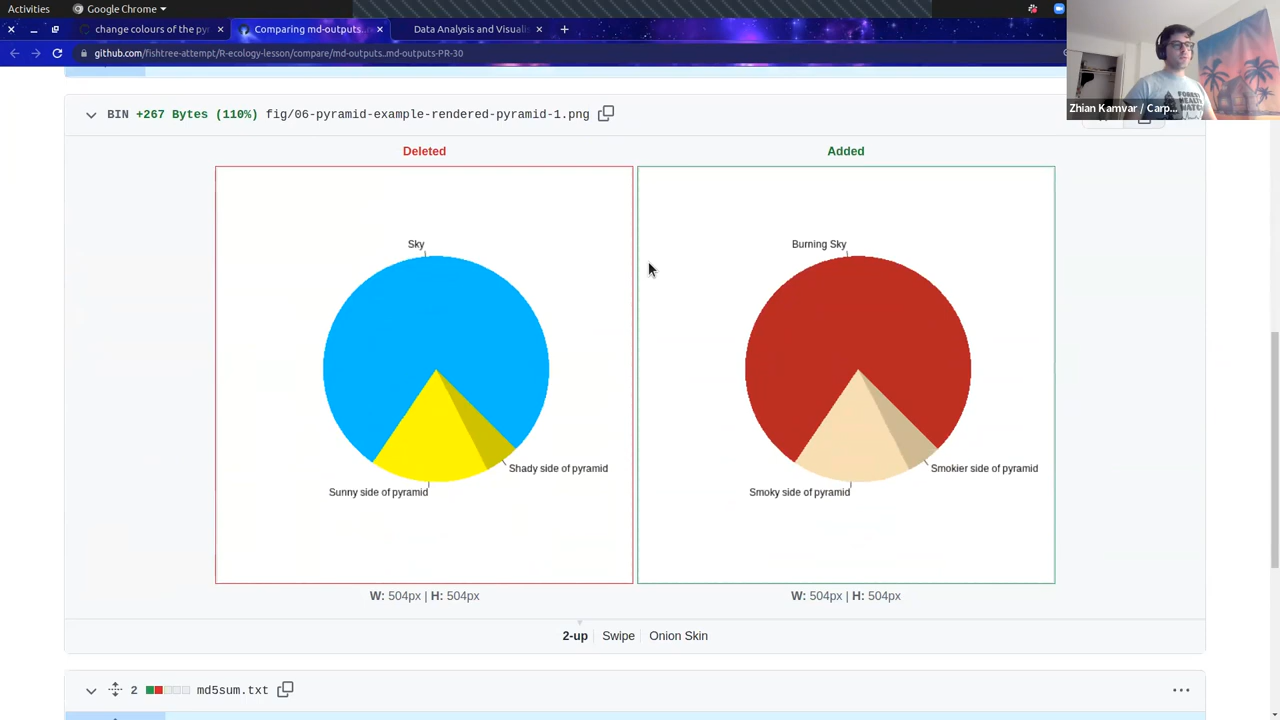 Activities
Google Chrome
change colours of the pyram
Comparing md-outputs..md-o
Data Analysis and Visualis
github.com/fishtree-attempt/R-ecology-lesson/compare/md-outputs..md-outputs-PR-30
Zhian Kamvar / Carp...
BIN +267 Bytes (110%) fig/06-pyramid-example-rendered-pyramid-1.png
Deleted
Added
Sky
Shady side of pyramid
Sunny side of pyramid
Burning Sky
Smokier side of pyramid
Smoky side of pyramid
W: 504px | H: 504px
W: 504px | H: 504px
2-up
Swipe
Onion Skin
2
md5sum.txt